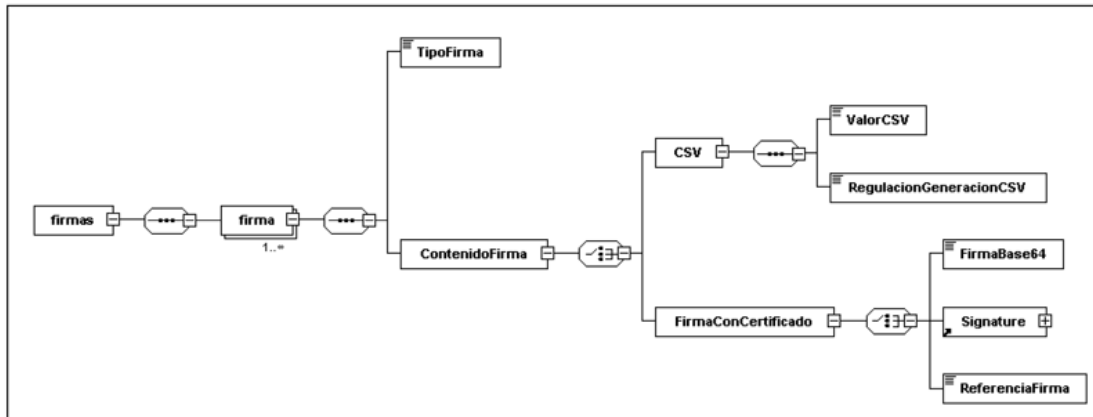 TipoFirma
ValorCSV
CSV
RegulacionGeneracionCSV
firmas
firma
1..∞
ContenidoFirma
FirmaBase64
FirmaConCertificado
Signature
ReferenciaFirma